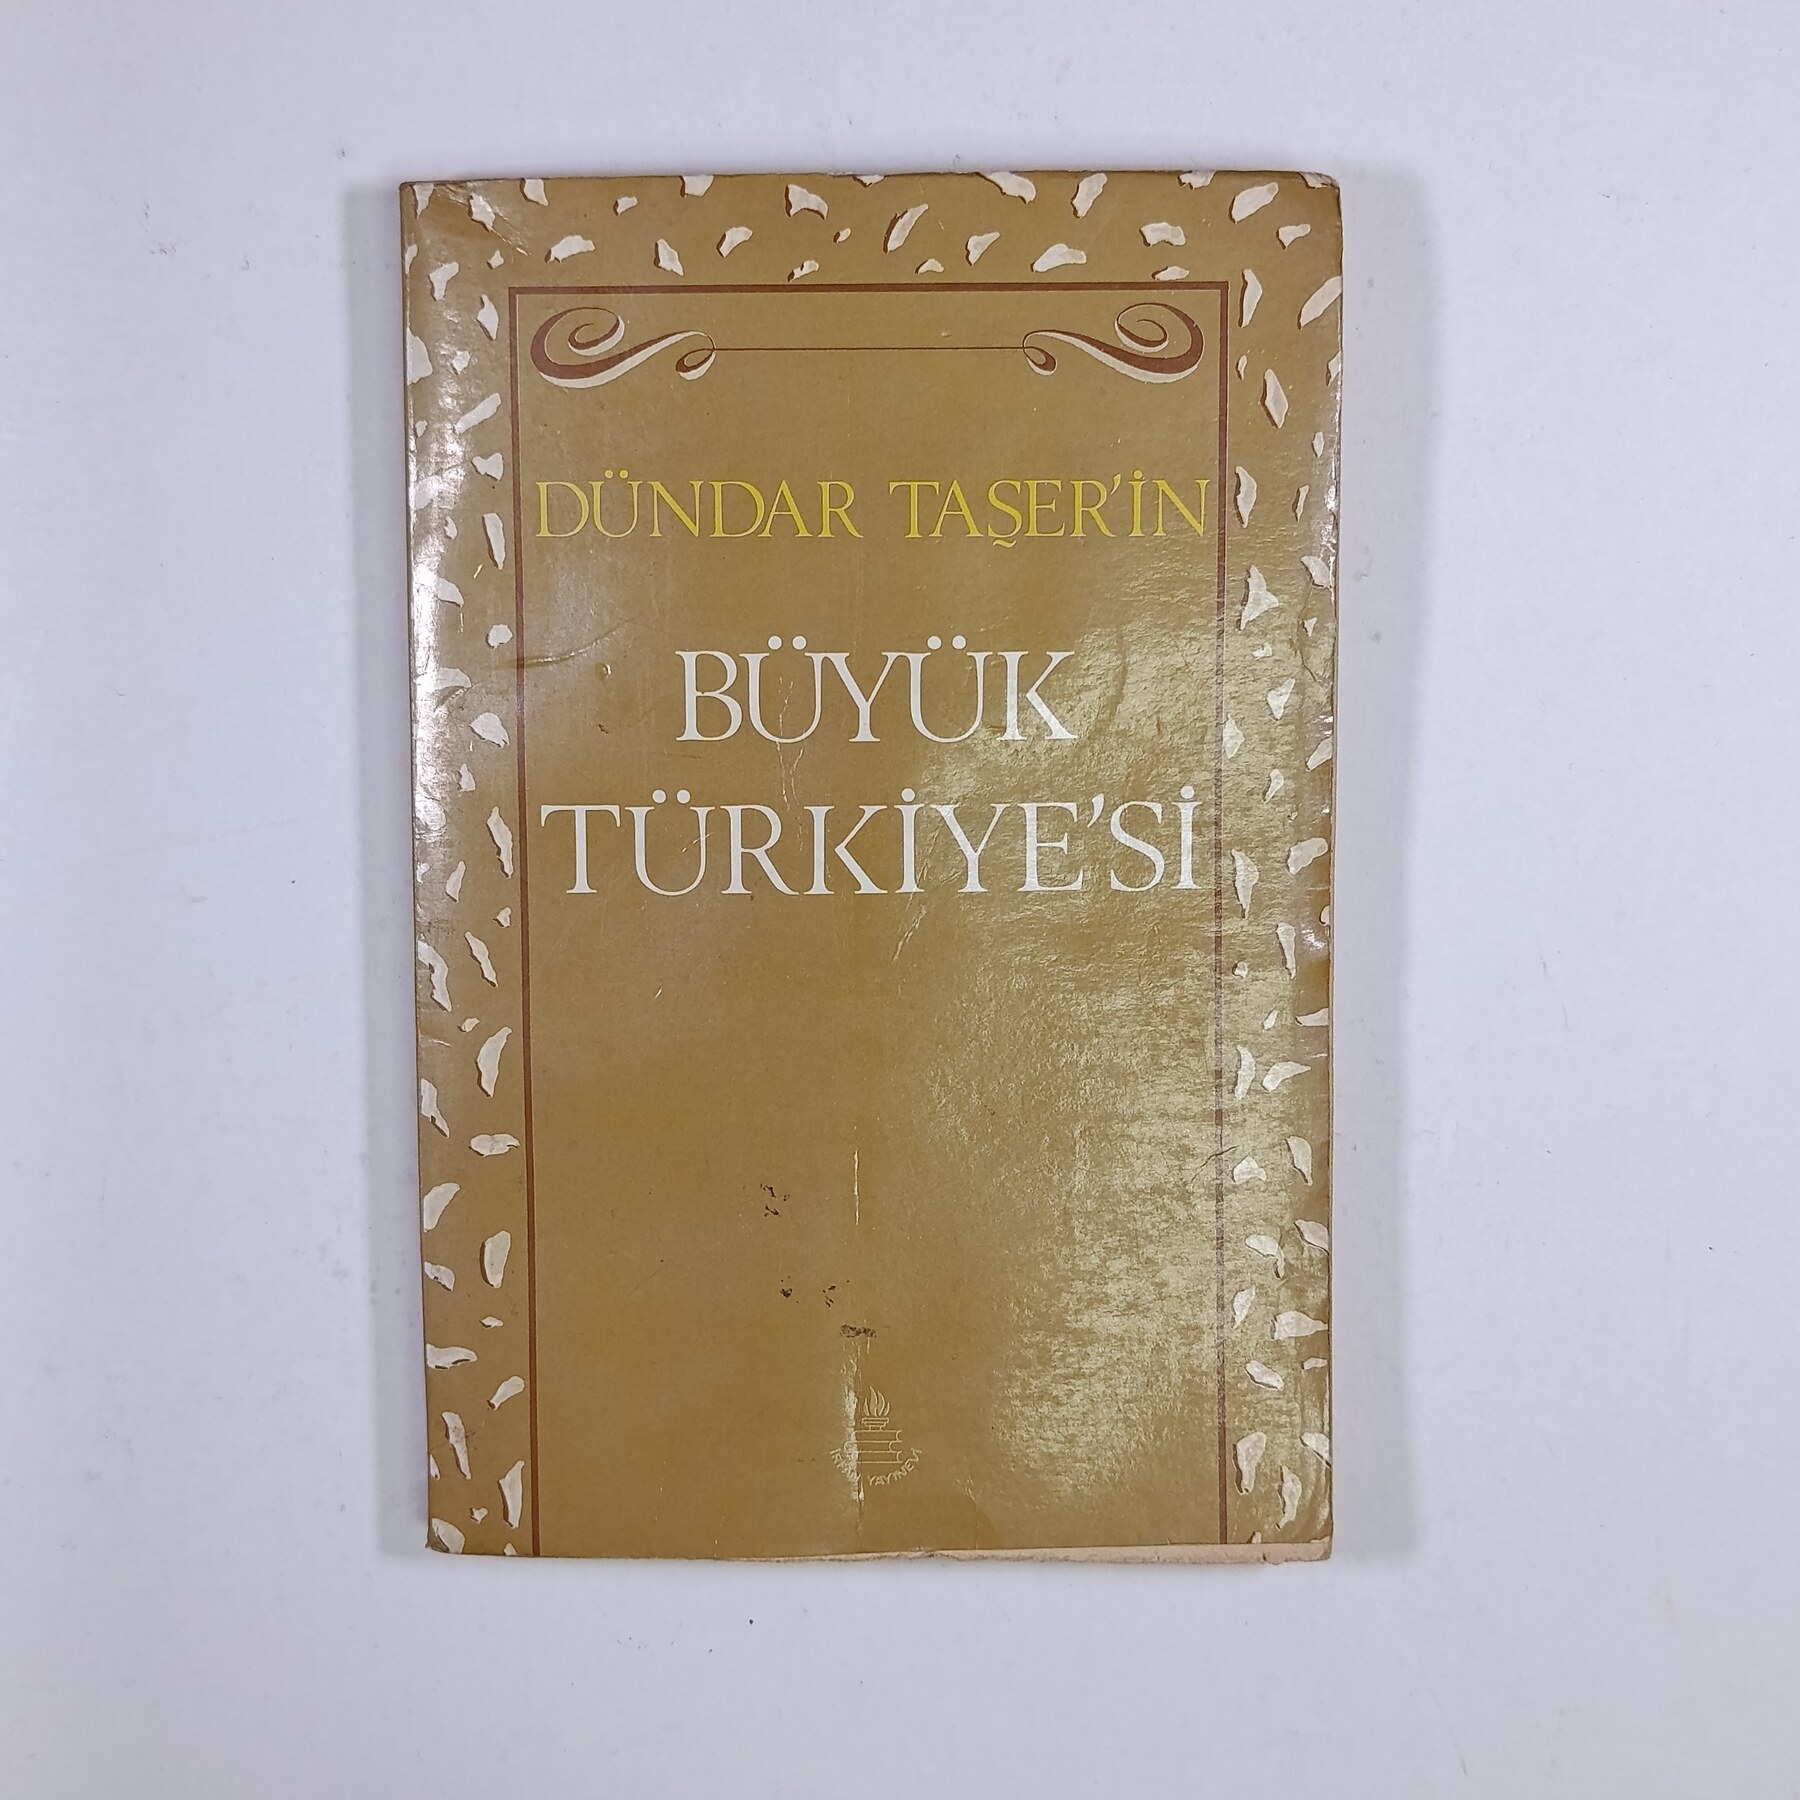 DÜNDAR TAŞER'İN
BÜYÜK
TÜRKİYE'Sİ
YAYINEVİ